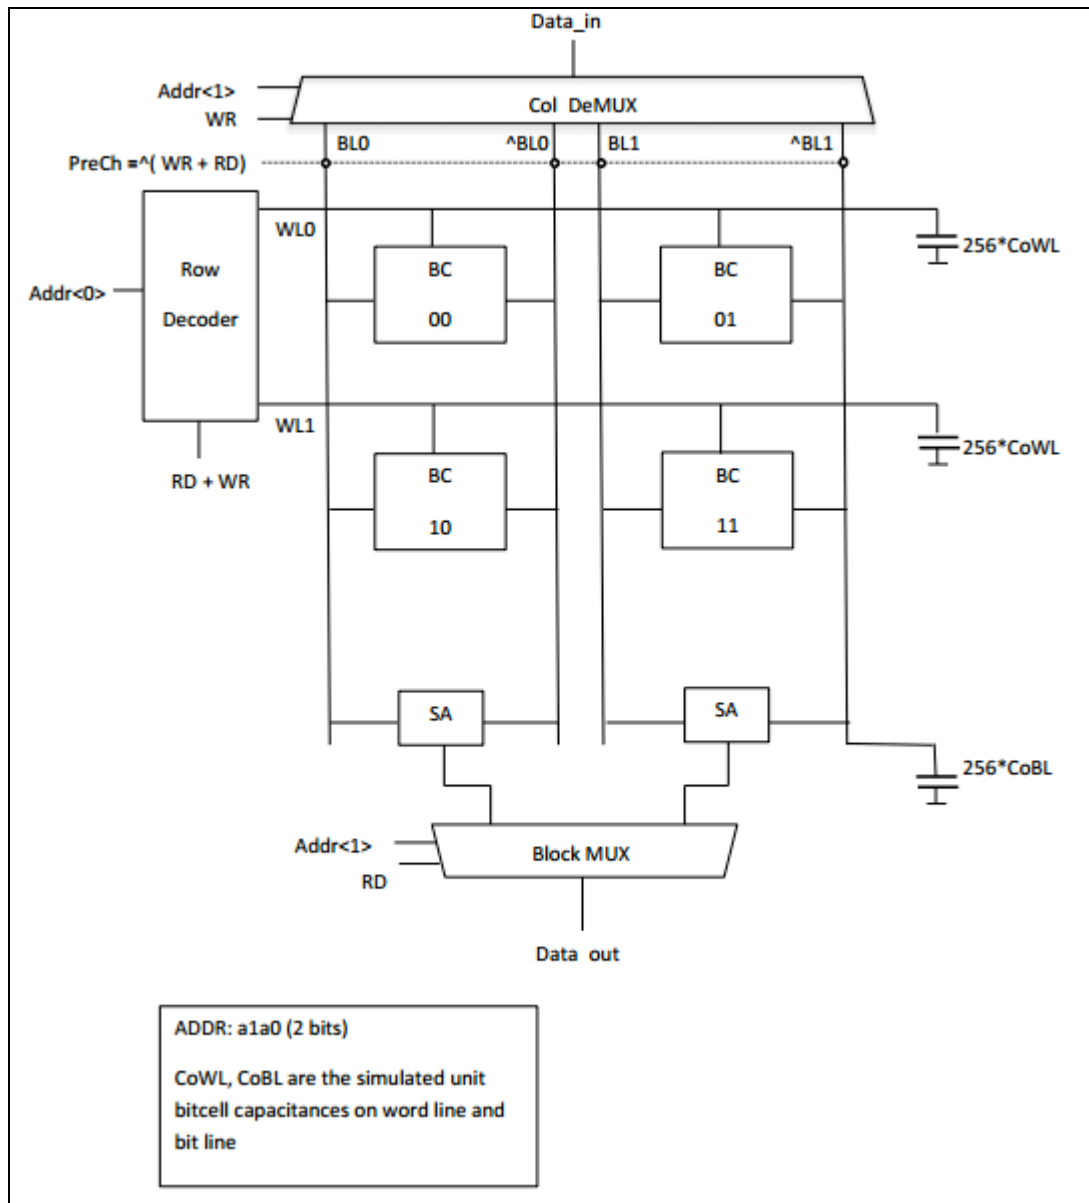 Data_in
Addr<1>
Col DeMUX
WR
BL0
^BL0
BL1
^BL1
PreCh =^( WR + RD)
WL0
256*CoWL
Row
BC
BC
Addr<0>
Decoder
00
01
WL1
256*CoWL
RD + WR
BC
BC
10
11
SA
SA
256*CoBL
Addr<1>
Block MUX
RD
Data out
ADDR: a1a0 (2 bits)
CoWL, CoBL are the simulated unit
bitcell capacitances on word line and
bit line